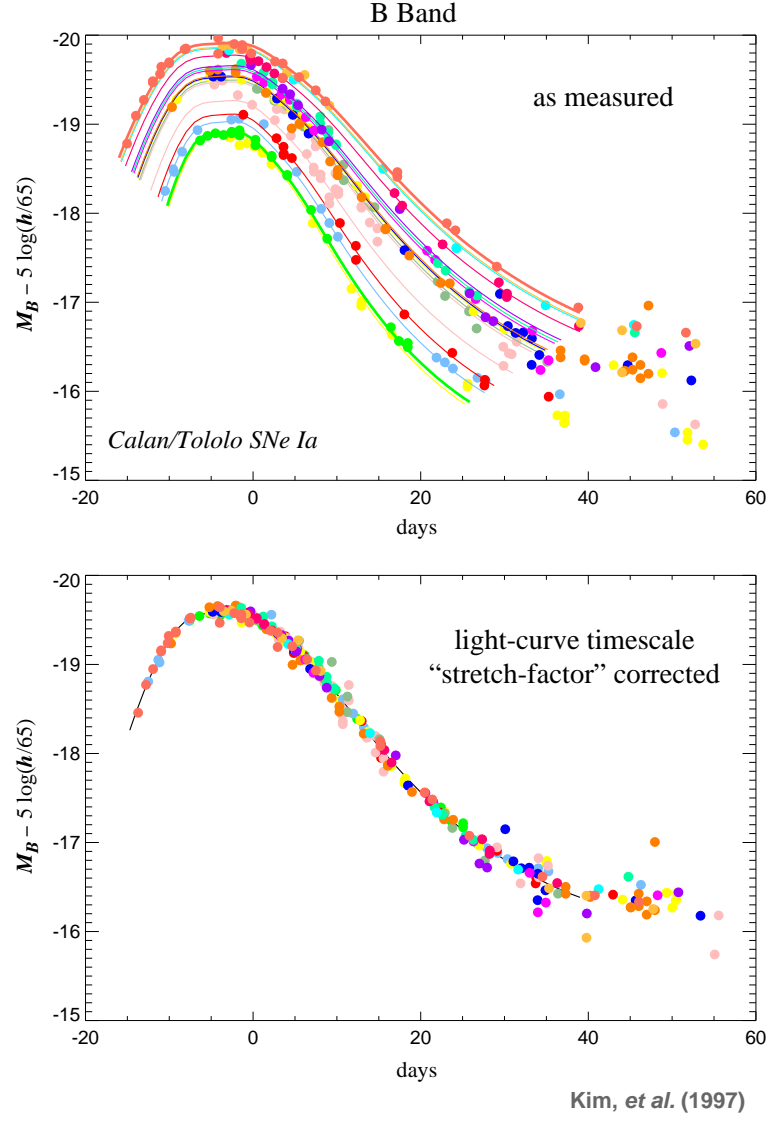 B Band
-20
as measured
-19
-18
M_B – 5 log(h/65)
-17
-16
Calan/Tololo SNe Ia
-15
-20 0 20 40 60
days
-20
light-curve timescale
“stretch-factor” corrected
-19
-18
M_B – 5 log(h/65)
-17
-16
-15
-20 0 20 40 60
days
Kim, et al. (1997)